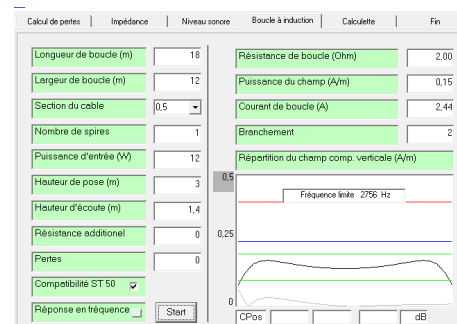 Calcul de pertes Impédance Niveau sonore Boucle à induction Calculette Fin
Longueur de boucle (m) 18
Largeur de boucle (m) 12
Section du cable 0,5
Nombre de spires 1
Puissance d'entrée (W) 12
Hauteur de pose (m) 3
Hauteur d'écoute (m) 1,4
Résistance additionel 0
Pertes 0
Compatibilité ST 50
Réponse en fréquence Start
Résistance de boucle (Ohm) 2,00
Puissance du champ (A/m) 0,15
Courant de boucle (A) 2,44
Branchement 2
Répartition du champ comp. verticale (A/m)
0,5
Fréquence limite 2756 Hz
0,25
0
CPos dB